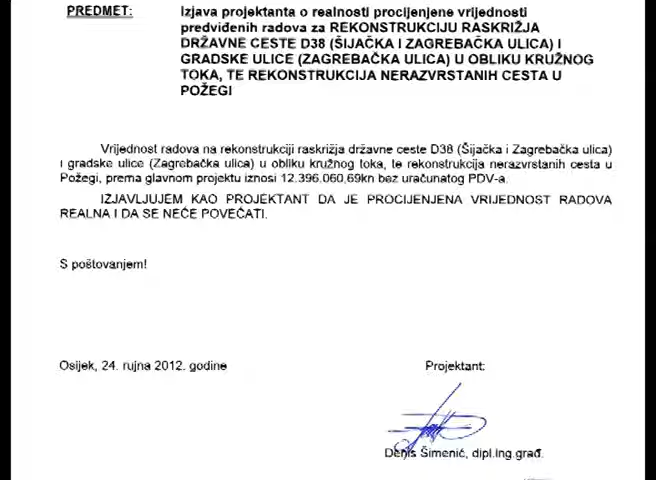 PREDMET: Izjava projektanta o realnosti procijenjene vrijednosti
predviđenih radova za REKONSTRUKCIJU RASKRIŽJA
DRŽAVNE CESTE D38 (ŠIJAČKA I ZAGREBAČKA ULICA) I
GRADSKE ULICE (ZAGREBAČKA ULICA) U OBLIKU KRUŽNOG
TOKA, TE REKONSTRUKCIJA NERAZVRSTANIH CESTA U
POŽEGI
Vrijednost radova na rekonstrukciji raskrižja državne ceste D38 (Šijačka i Zagrebačka ulica)
i gradske ulice (Zagrebačka ulica) u obliku kružnog toka, te rekonstrukcija nerazvrstanih cesta u
Požegi, prema glavnom projektu iznosi 12.396.060,69kn bez uračunatog PDV-a.
IZJAVLJUJEM KAO PROJEKTANT DA JE PROCIJENJENA VRIJEDNOST RADOVA
REALNA I DA SE NEĆE POVEĆATI.
S poštovanjem!
Osijek, 24. rujna 2012. godine
Projektant:
Denis Šimenić, dipl.ing.građ.